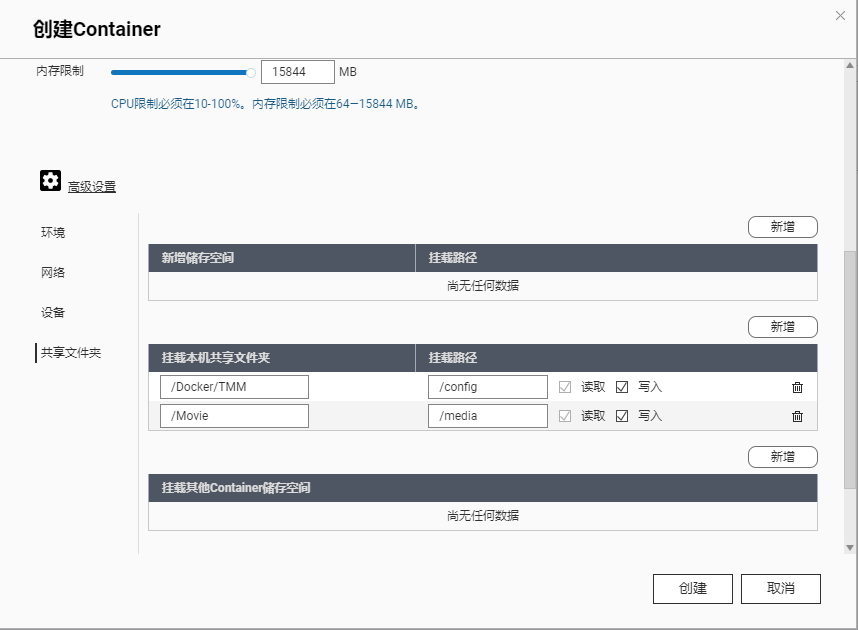 创建Container
内存限制 15844 MB
CPU限制必须在10-100%。内存限制必须在64—15844 MB。
高级设置
环境
网络
设备
共享文件夹
新增
新增储存空间 挂载路径
尚无任何数据
新增
挂载本机共享文件夹 挂载路径
/Docker/TMM /config 读取 写入
/Movie /media 读取 写入
新增
挂载其他Container储存空间
尚无任何数据
创建 取消